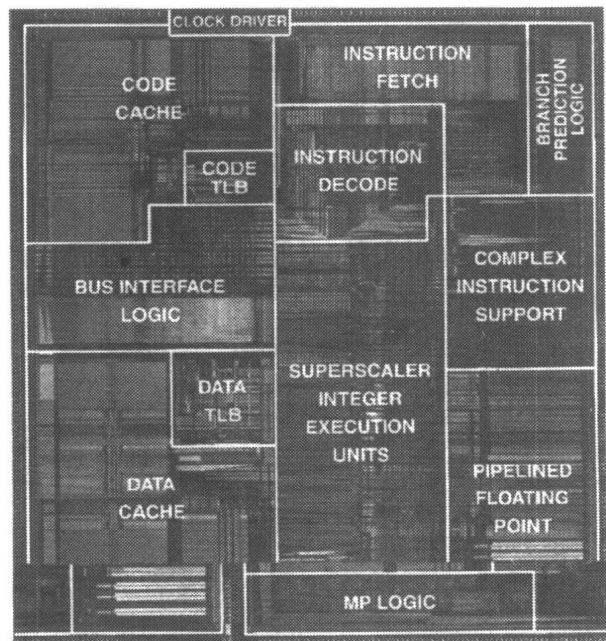 CLOCK DRIVER
CODE
CACHE
INSTRUCTION
FETCH
BRANCH
PREDICTION
LOGIC
CODE
TLB
INSTRUCTION
DECODE
BUS INTERFACE
LOGIC
COMPLEX
INSTRUCTION
SUPPORT
DATA
TLB
SUPERSCALER
INTEGER
EXECUTION
UNITS
DATA
CACHE
PIPELINED
FLOATING
POINT
MP LOGIC